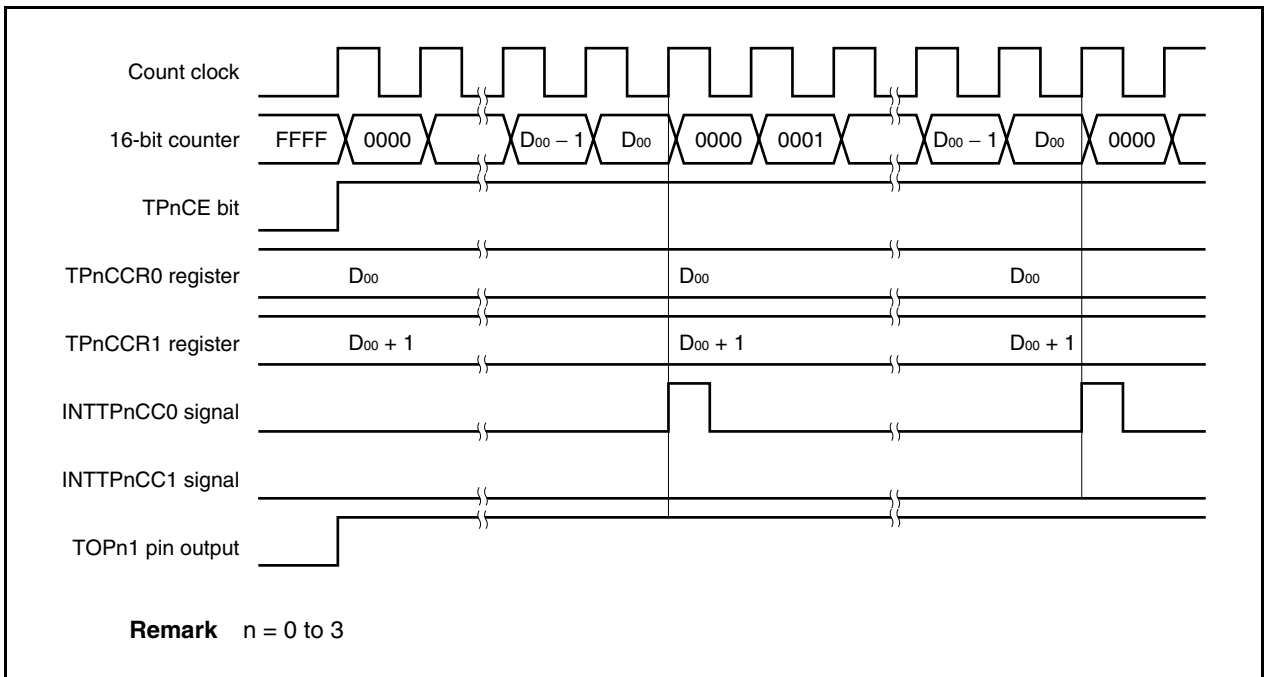 Count clock
16-bit counter FFFF 0000 D00 − 1 D00 0000 0001 D00 − 1 D00 0000
TPnCE bit
TPnCCR0 register D00 D00 D00
TPnCCR1 register D00 + 1 D00 + 1 D00 + 1
INTTPnCC0 signal
INTTPnCC1 signal
TOPn1 pin output
Remark n = 0 to 3